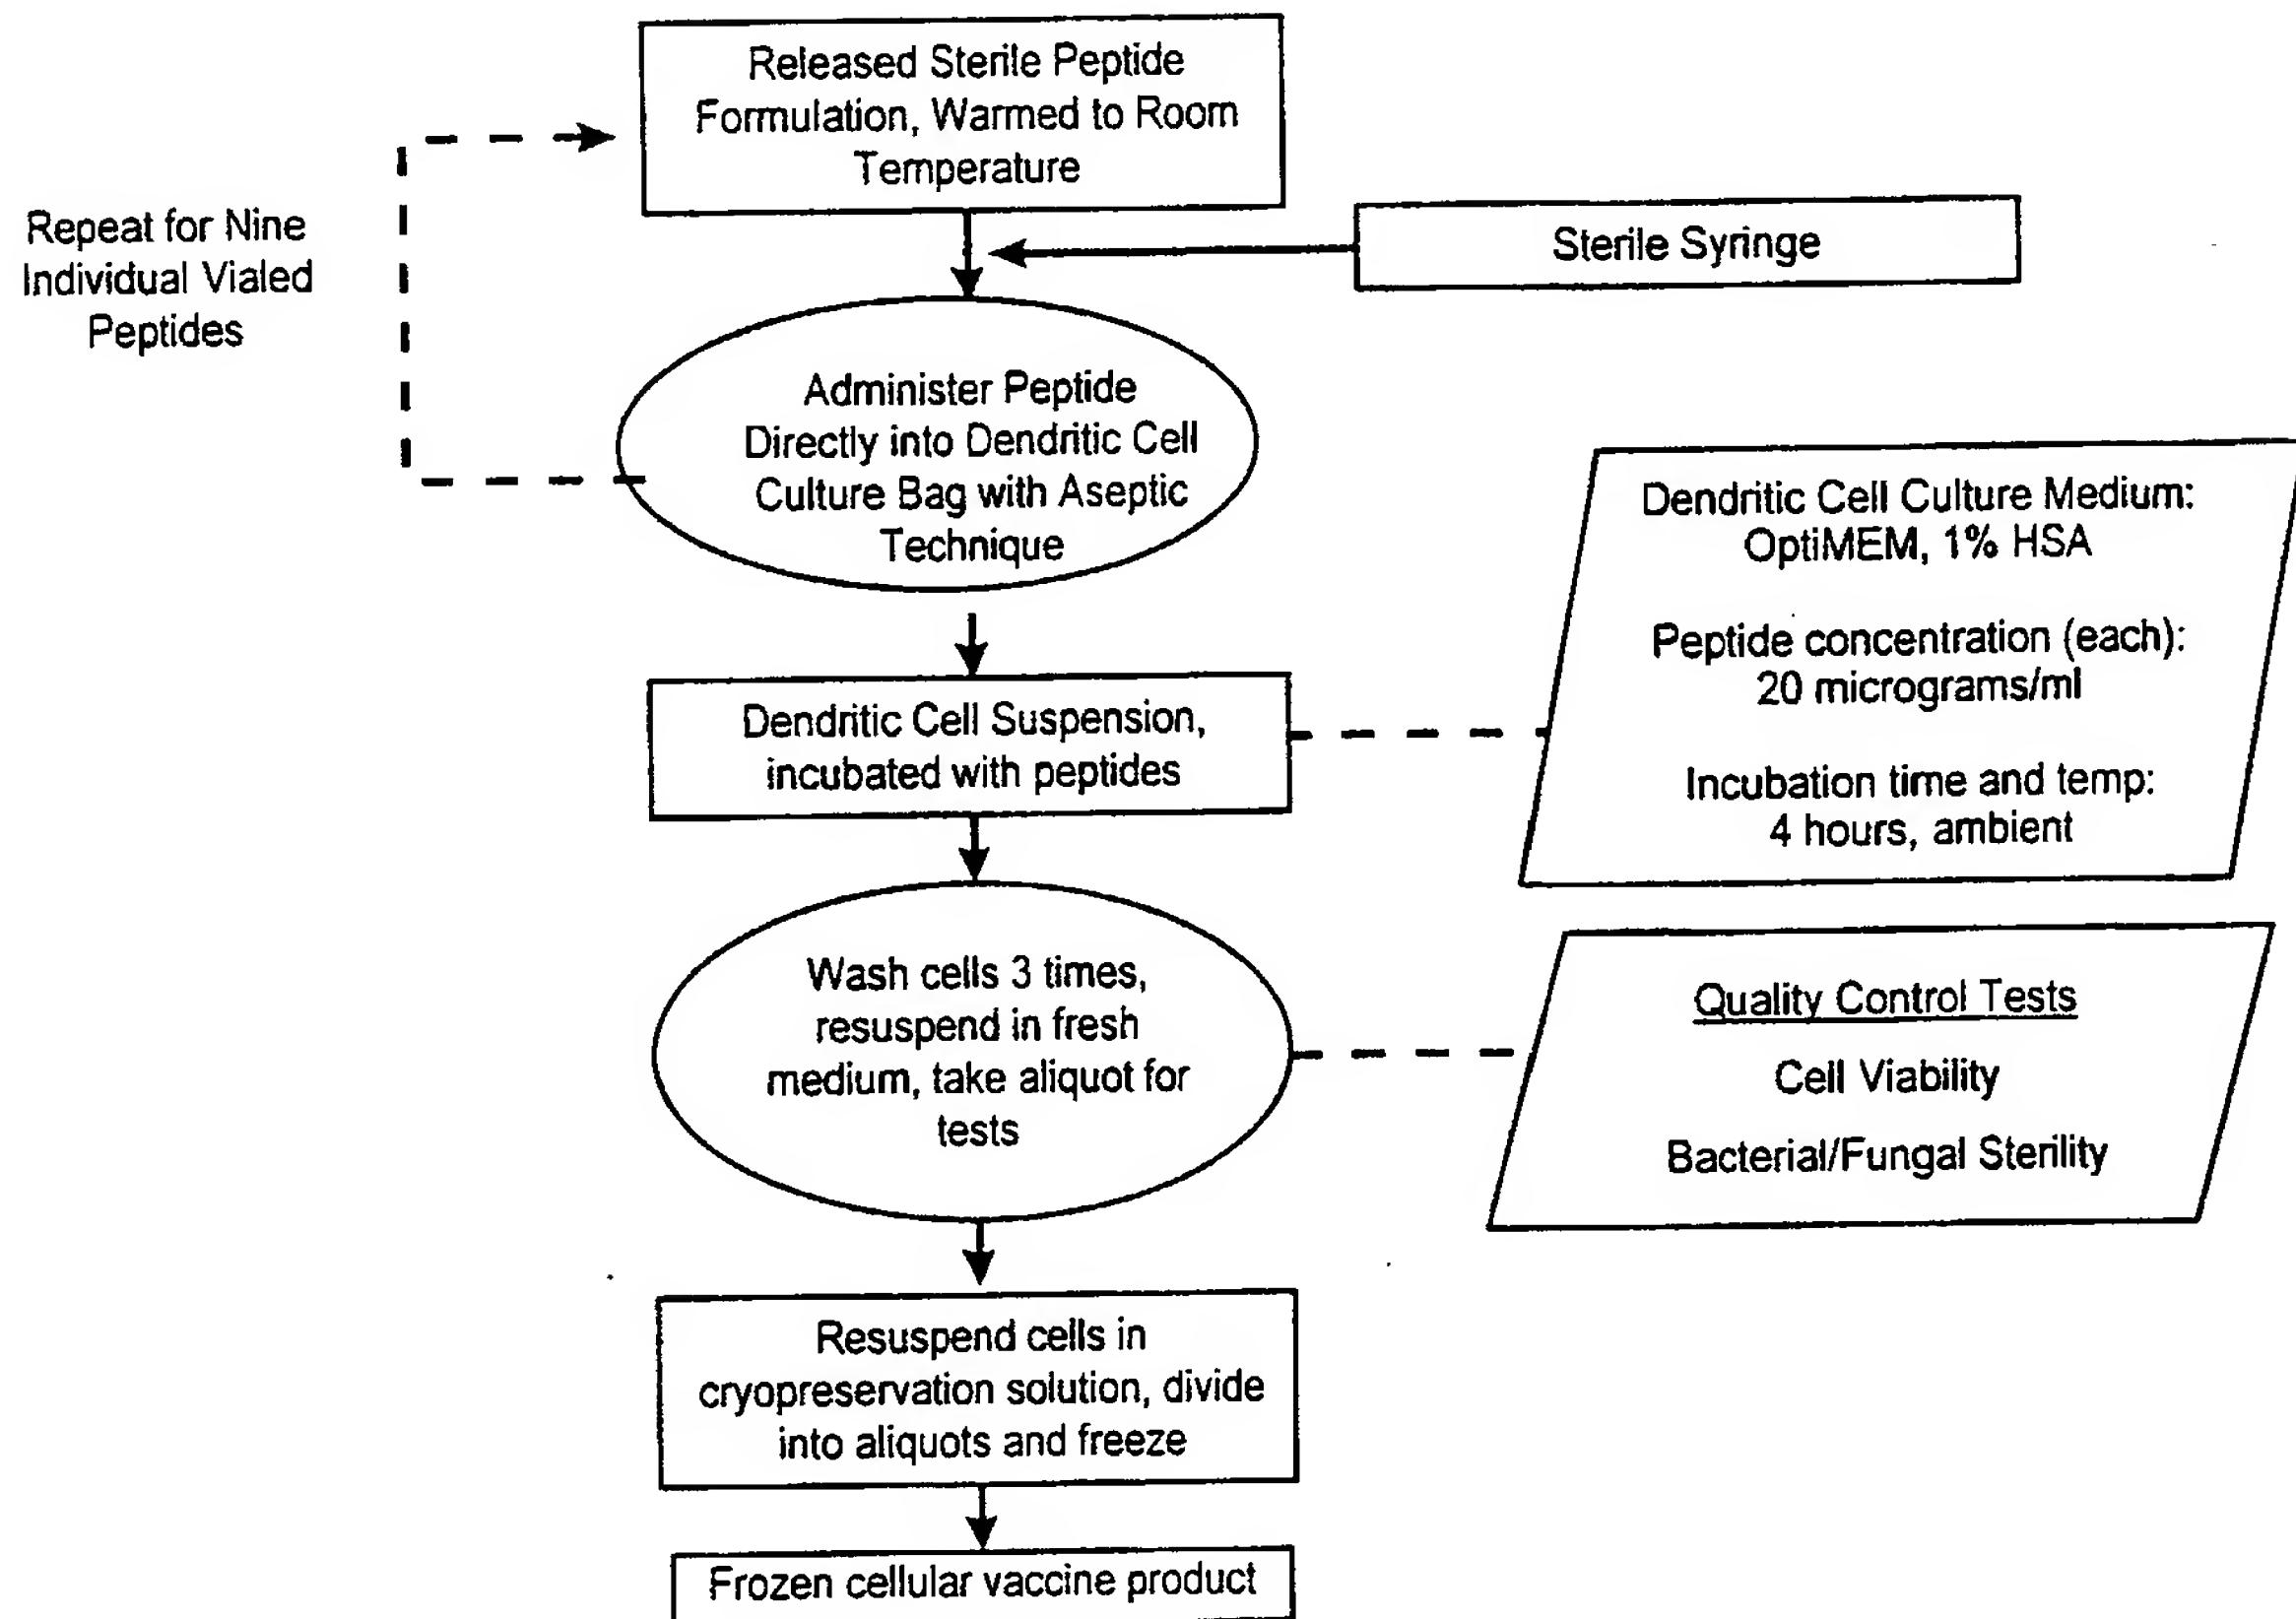 Released Sterile Peptide
Formulation, Warmed to Room
Temperature
Repeat for Nine
Individual Vialed
Peptides
Sterile Syringe
Administer Peptide
Directly into Dendritic Cell
Culture Bag with Aseptic
Technique
Dendritic Cell Culture Medium:
OptiMEM, 1% HSA
Peptide concentration (each):
20 micrograms/ml
Incubation time and temp:
4 hours, ambient
Dendritic Cell Suspension,
incubated with peptides
Wash cells 3 times,
resuspend in fresh
medium, take aliquot for
tests
Quality Control Tests
Cell Viability
Bacterial/Fungal Sterility
Resuspend cells in
cryopreservation solution, divide
into aliquots and freeze
Frozen cellular vaccine product